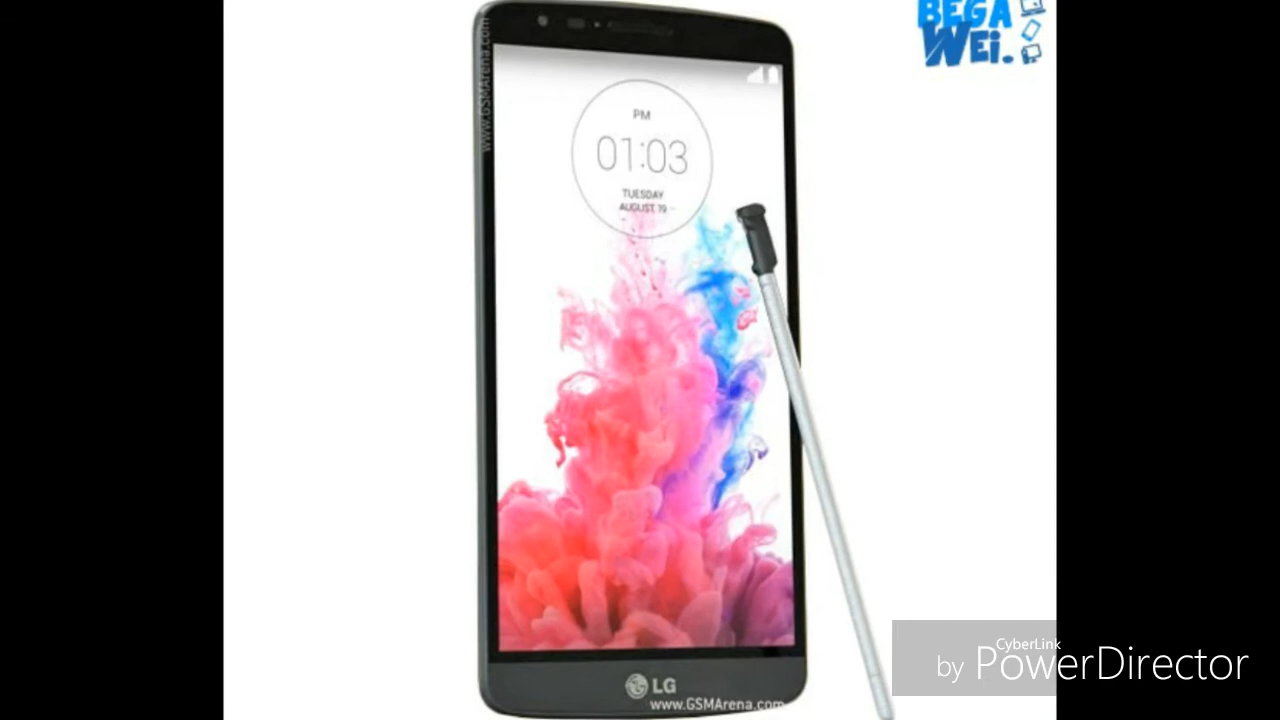 BEGA
WEI.
www.GSMArena.com
PM
01:03
TUESDAY
AUGUST 19
LG
www.GSMArena.com
CyberLink
by PowerDirector